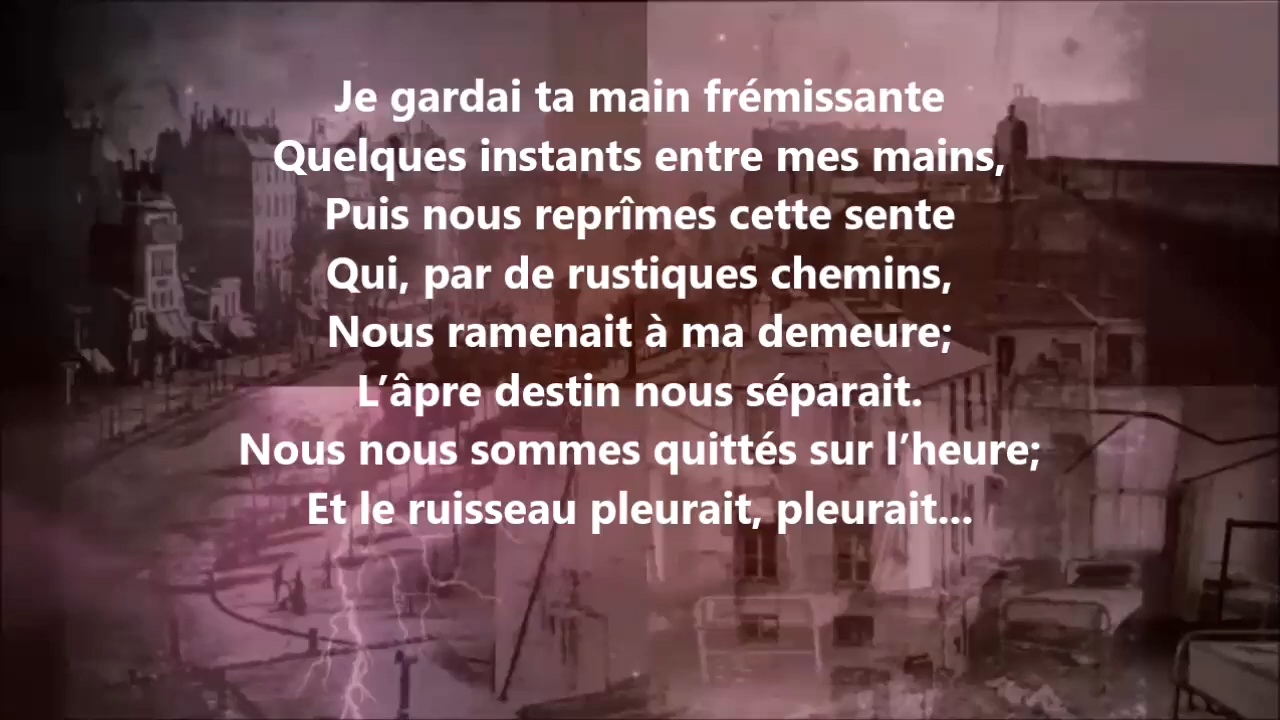 Je gardai ta main frémissante
Quelques instants entre mes mains,
Puis nous reprîmes cette sente
Qui, par de rustiques chemins,
Nous ramenait à ma demeure;
L’âpre destin nous séparait.
Nous nous sommes quittés sur l’heure;
Et le ruisseau pleurait, pleurait...